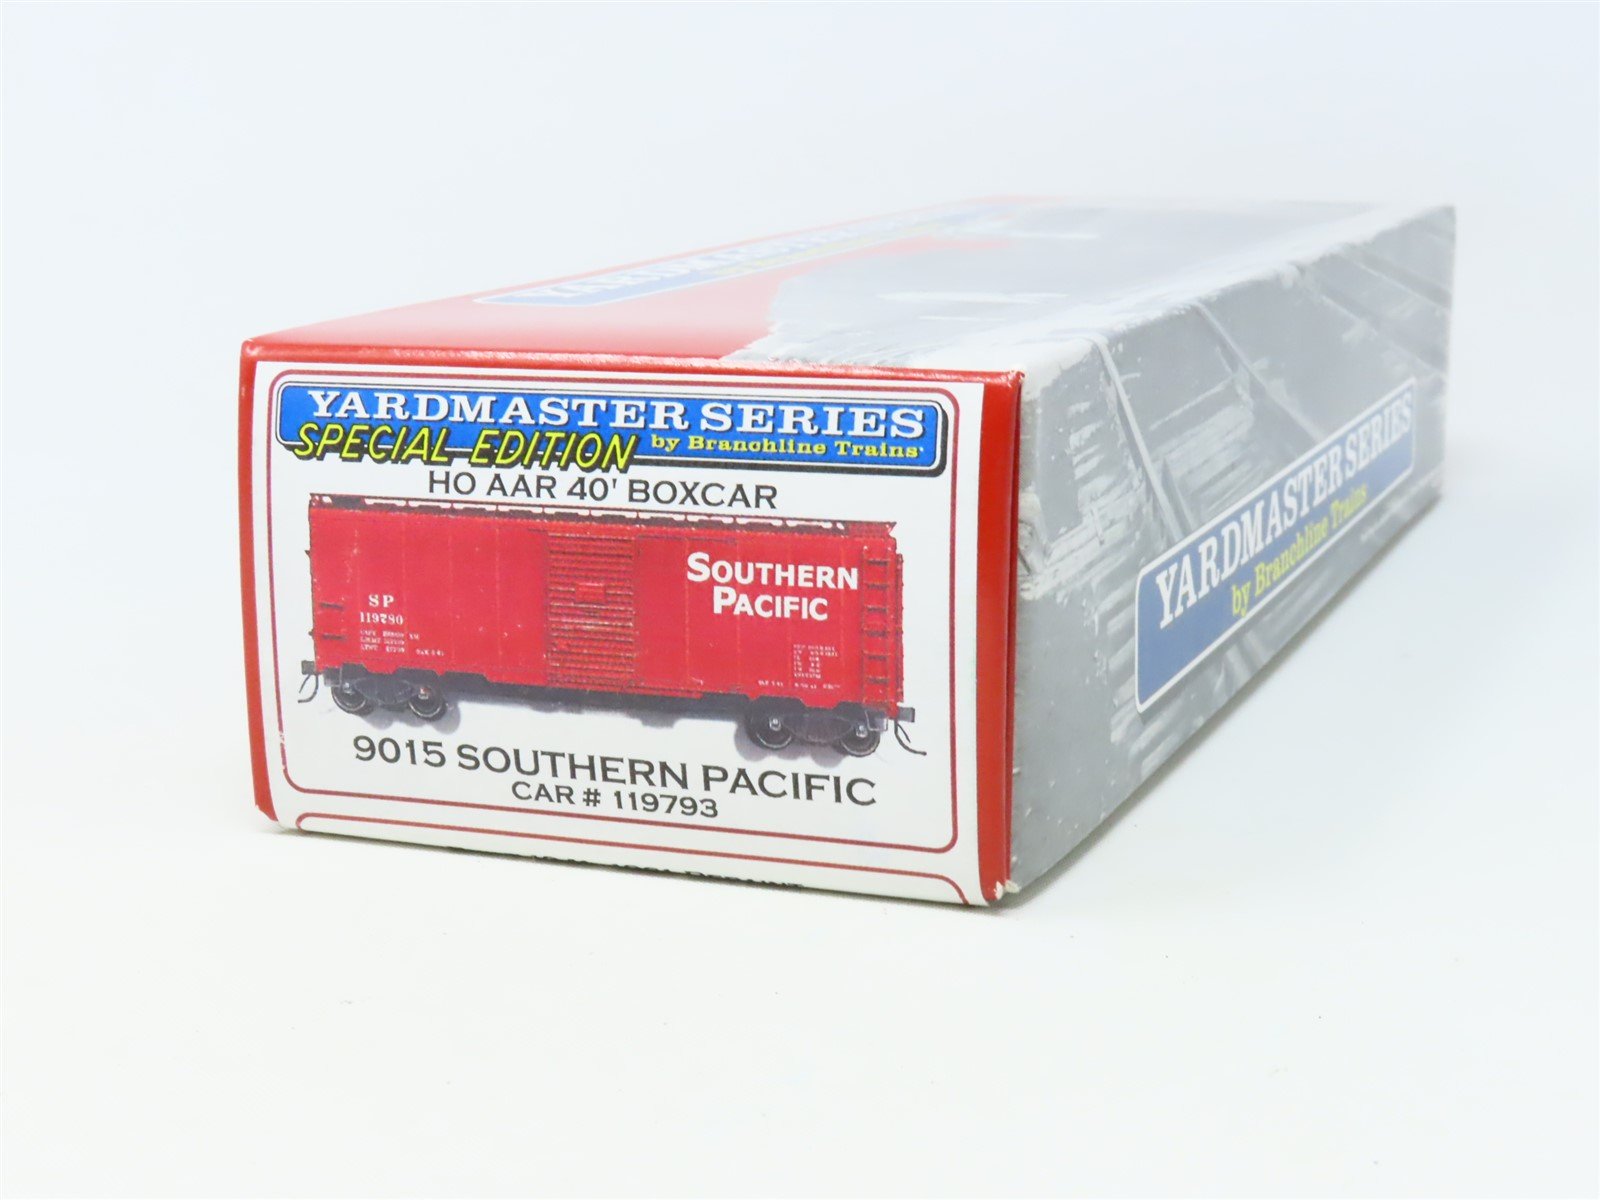 YARDMASTER SERIES
SPECIAL EDITION by Branchline Trains
HO AAR 40' BOXCAR
SOUTHERN
PACIFIC
SP
119780
9015 SOUTHERN PACIFIC
CAR # 119793
YARDMASTER SERIES
by Branchline Trains
YARDMASTER